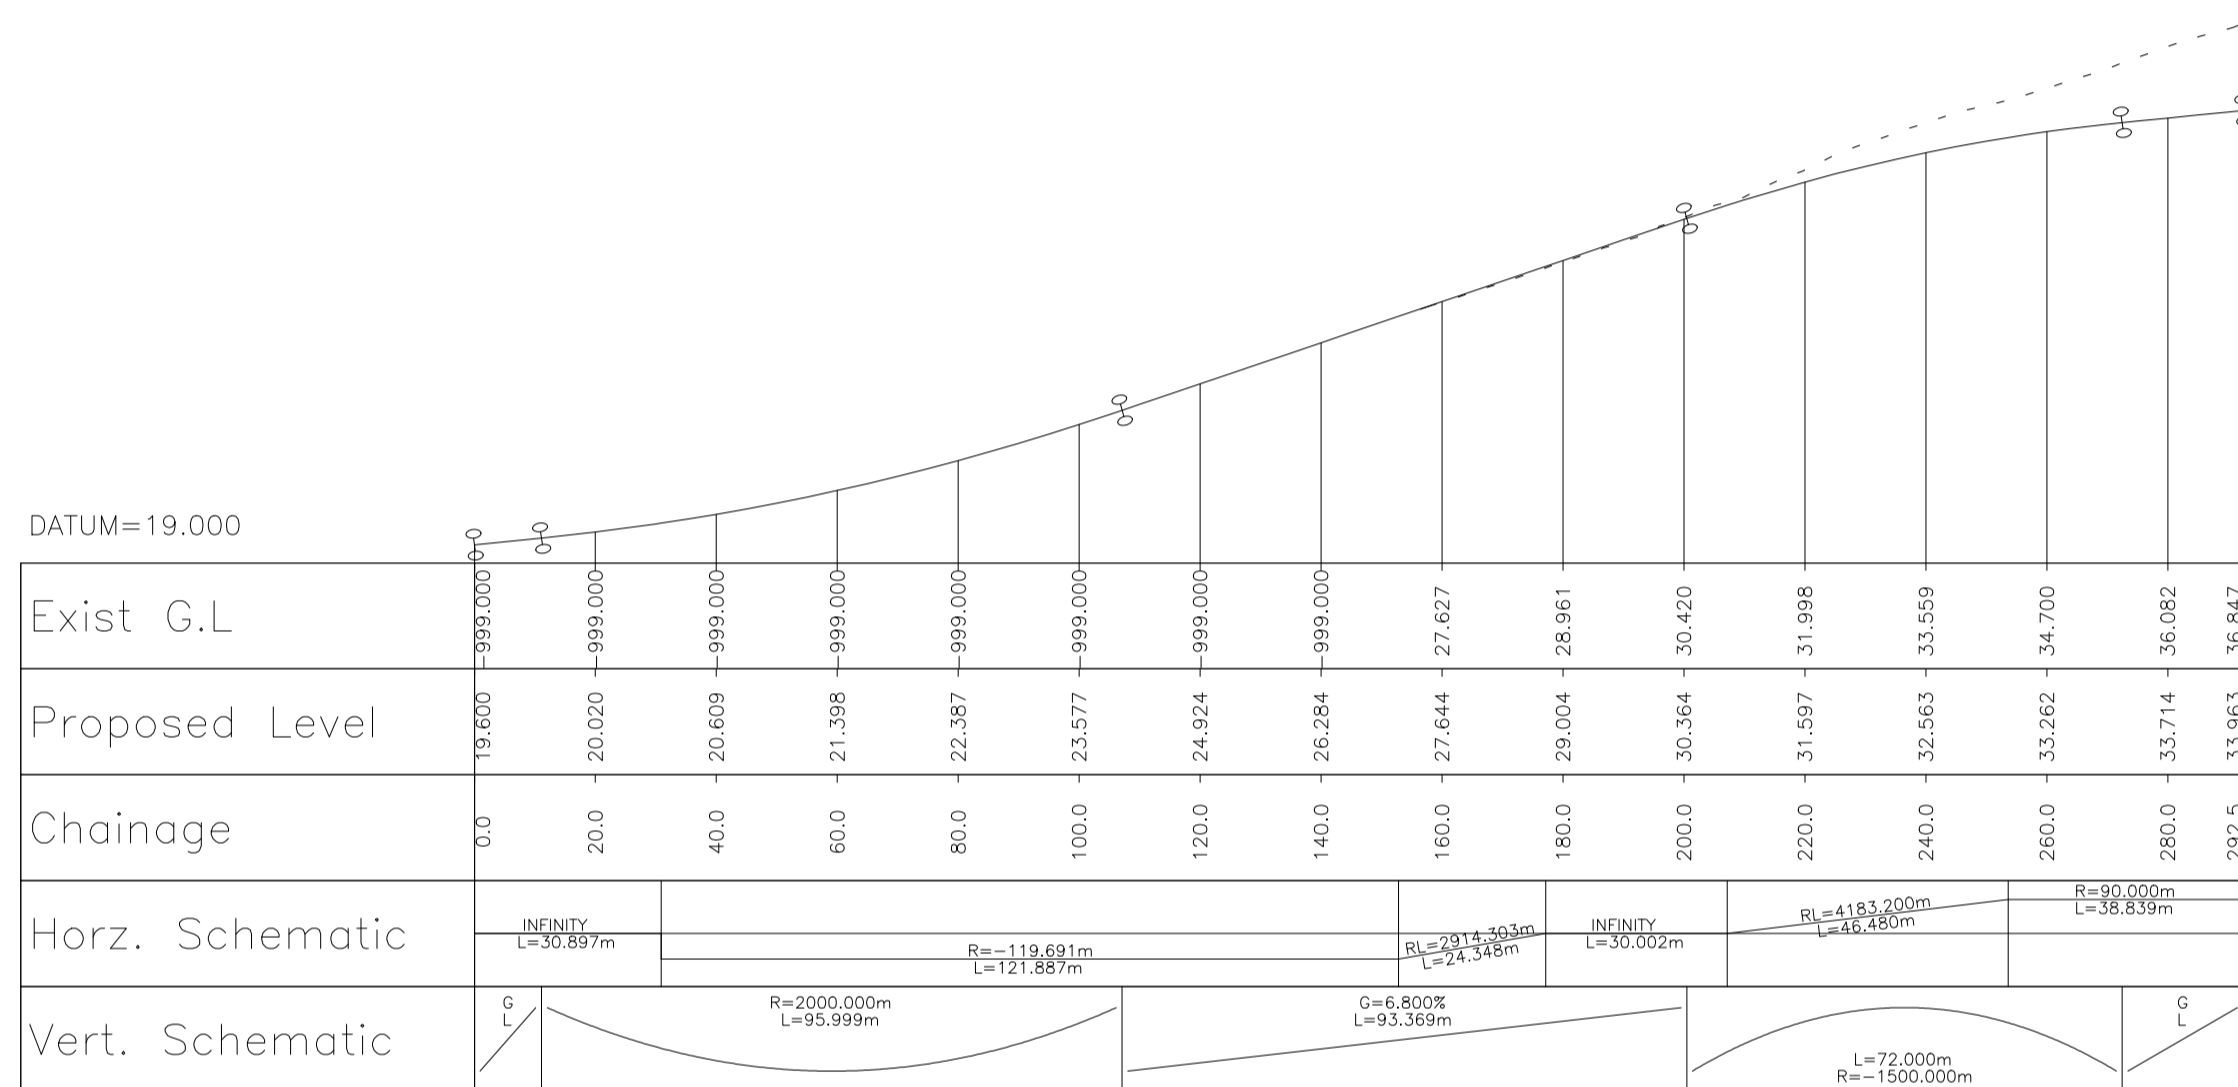 DATUM=19.000
Exist G.L
-999.000 -999.000 -999.000 -999.000 -999.000 -999.000 -999.000 -999.000 27.627 28.961 30.420 31.998 33.559 34.700 36.082 36.847
Proposed Level
19.600 20.020 20.609 21.398 22.387 23.577 24.924 26.284 27.644 29.004 30.364 31.597 32.563 33.262 33.714 33.963
Chainage
0.0 20.0 40.0 60.0 80.0 100.0 120.0 140.0 160.0 180.0 200.0 220.0 240.0 260.0 280.0 292.5
Horz. Schematic
INFINITY
L=30.897m
R=-119.691m
L=121.887m
RL=2914.303m
L=24.348m
INFINITY
L=30.002m
RL=4183.200m
L=46.480m
R=90.000m
L=38.839m
Vert. Schematic
G
L
R=2000.000m
L=95.999m
G=6.800%
L=93.369m
L=72.000m
R=-1500.000m
G
L